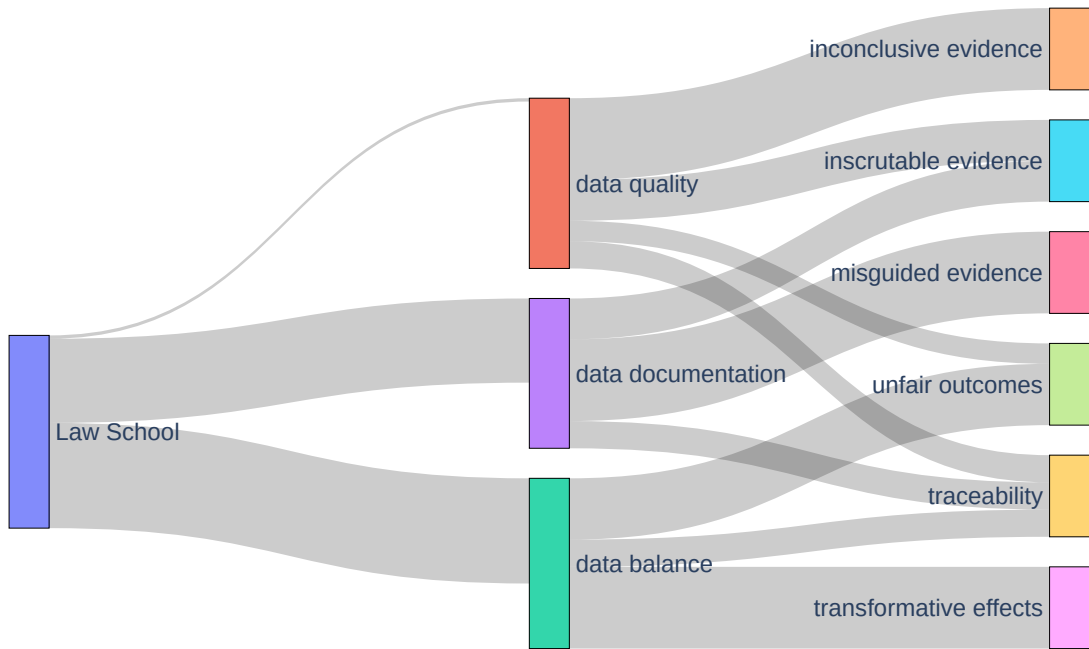 Law School
data quality
data documentation
data balance
inconclusive evidence
inscrutable evidence
misguided evidence
unfair outcomes
traceability
transformative effects